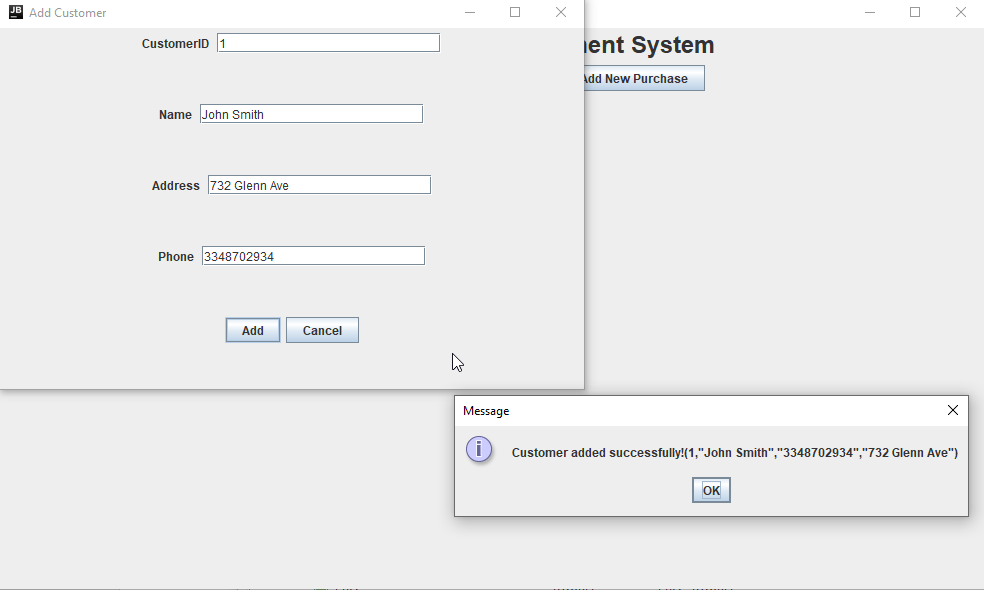 JB
Add Customer
CustomerID 1
ent System
Add New Purchase
Name John Smith
Address 732 Glenn Ave
Phone 3348702934
Add Cancel
Message
Customer added successfully!(1,"John Smith","3348702934","732 Glenn Ave")
OK